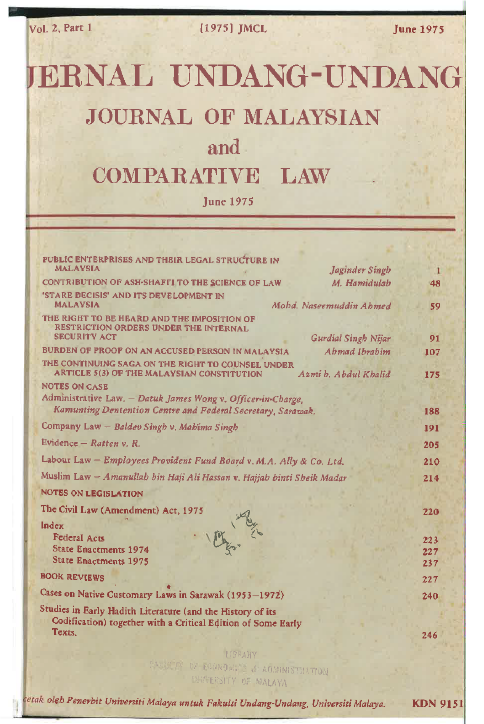 Vol. 2, Part 1 [1975] JMCL June 1975
JERNAL UNDANG-UNDANG
JOURNAL OF MALAYSIAN
and
COMPARATIVE LAW
June 1975
PUBLIC ENTERPRISES AND THEIR LEGAL STRUCTURE IN
MALAYSIA Jaginder Singh 1
CONTRIBUTION OF ASH-SHAFI'I TO THE SCIENCE OF LAW M. Hamidulah 48
'STARE DECISIS' AND ITS DEVELOPMENT IN
MALAYSIA Mohd. Naseemuddin Ahmed 59
THE RIGHT TO BE HEARD AND THE IMPOSITION OF
RESTRICTION ORDERS UNDER THE INTERNAL
SECURITY ACT Gurdial Singh Nijar 91
BURDEN OF PROOF ON AN ACCUSED PERSON IN MALAYSIA Ahmad Ibrahim 107
THE CONTINUING SAGA ON THE RIGHT TO COUNSEL UNDER
ARTICLE 5(3) OF THE MALAYSIAN CONSTITUTION Azmi b. Abdul Khalid 175
NOTES ON CASE
Administrative Law. – Datuk James Wong v. Officer-in-Charge,
Kamunting Dentention Centre and Federal Secretary, Sarawak. 188
Company Law – Baldev Singh v. Mahima Singh 191
Evidence – Ratten v. R. 205
Labour Law – Employees Provident Fund Board v. M.A. Ally & Co. Ltd. 210
Muslim Law – Amanullah bin Haji Ali Hassan v. Hajjah binti Sheik Madar 214
NOTES ON LEGISLATION
The Civil Law (Amendment) Act, 1975 220
Index
Federal Acts 223
State Enactments 1974 227
State Enactments 1975 237
BOOK REVIEWS 227
Cases on Native Customary Laws in Sarawak (1953–1972) 240
Studies in Early Hadith Literature (and the History of its
Codification) together with a Critical Edition of Some Early
Texts. 246
LIBRARY
FACULTY OF ECONOMICS & ADMINISTRATION
UNIVERSITY OF MALAYA
cetak oleh Penerbit Universiti Malaya untuk Fakulti Undang-Undang, Universiti Malaya. KDN 9151